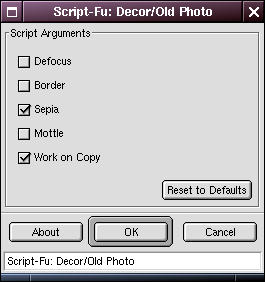 Script-Fu: Decor/Old Photo
Script Arguments
Defocus
Border
Sepia
Mottle
Work on Copy
Reset to Defaults
About OK Cancel
Script-Fu: Decor/Old Photo